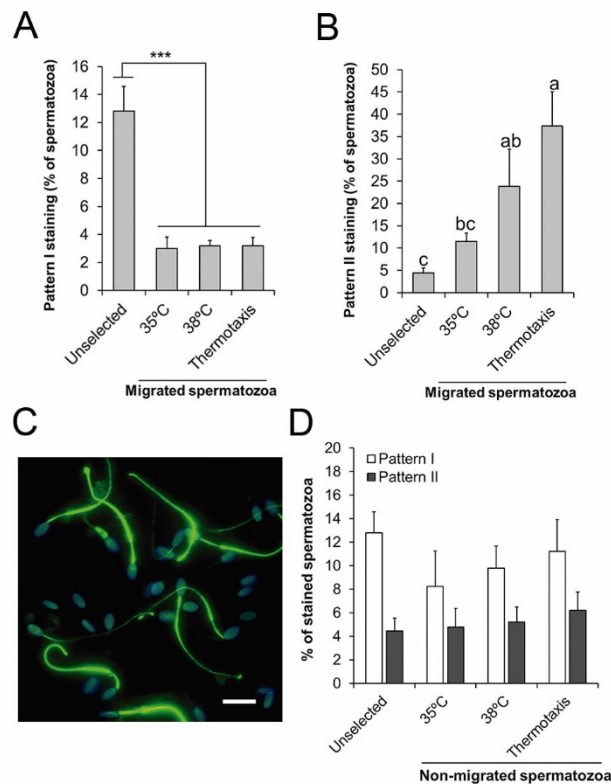 A
***
Pattern I staining (% of spermatozoa)
16
14
12
10
8
6
4
2
0
Unselected
35ºC
38ºC
Thermotaxis
Migrated spermatozoa
B
Pattern II staining (% of spermatozoa)
50
45
40
35
30
25
20
15
10
5
0
c
bc
ab
a
Unselected
35ºC
38ºC
Thermotaxis
Migrated spermatozoa
C
D
Pattern I
Pattern II
% of stained spermatozoa
20
18
16
14
12
10
8
6
4
2
0
Unselected
35ºC
38ºC
Thermotaxis
Non-migrated spermatozoa